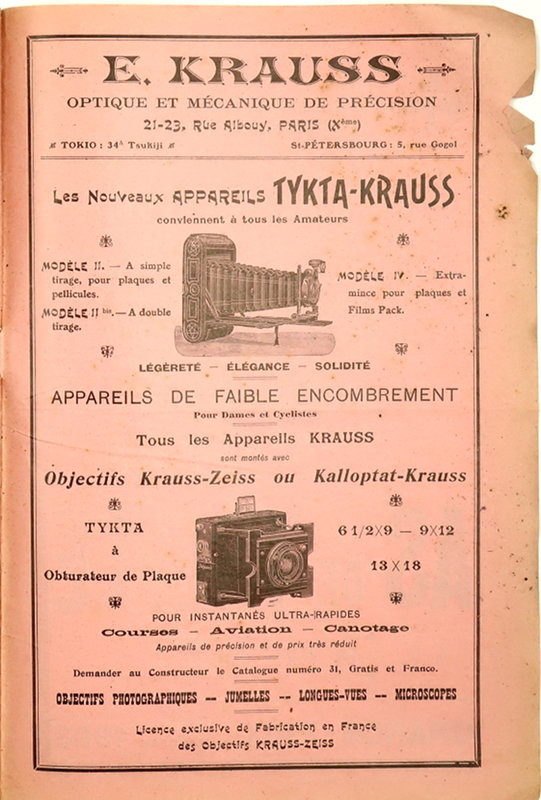 E. KRAUSS
OPTIQUE ET MÉCANIQUE DE PRÉCISION
21-23, Rue Albouy, PARIS (Xème)
TOKIO : 34A Tsukiji
St-PÉTERSBOURG : 5, rue Gogol
Les Nouveaux APPAREILS TYKTA-KRAUSS
conviennent à tous les Amateurs
MODÈLE II. — A simple
tirage, pour plaques et
pellicules.
MODÈLE II bis. — A double
tirage.
MODÈLE IV. — Extra-
mince pour plaques et
Films Pack.
LÉGÈRETÉ — ÉLÉGANCE — SOLIDITÉ
APPAREILS DE FAIBLE ENCOMBREMENT
Pour Dames et Cyclistes
Tous les Appareils KRAUSS
sont montés avec
Objectifs Krauss-Zeiss ou Kalloptat-Krauss
TYKTA
à
Obturateur de Plaque
6 1/2X9 — 9X12
13 X 18
POUR INSTANTANÉS ULTRA-RAPIDES
Courses — Aviation — Canotage
Appareils de précision et de prix très réduit
Demander au Constructeur le Catalogue numéro 31, Gratis et Franco.
OBJECTIFS PHOTOGRAPHIQUES -- JUMELLES -- LONGUES-VUES -- MICROSCOPES
Licence exclusive de Fabrication en France
des Objectifs KRAUSS-ZEISS